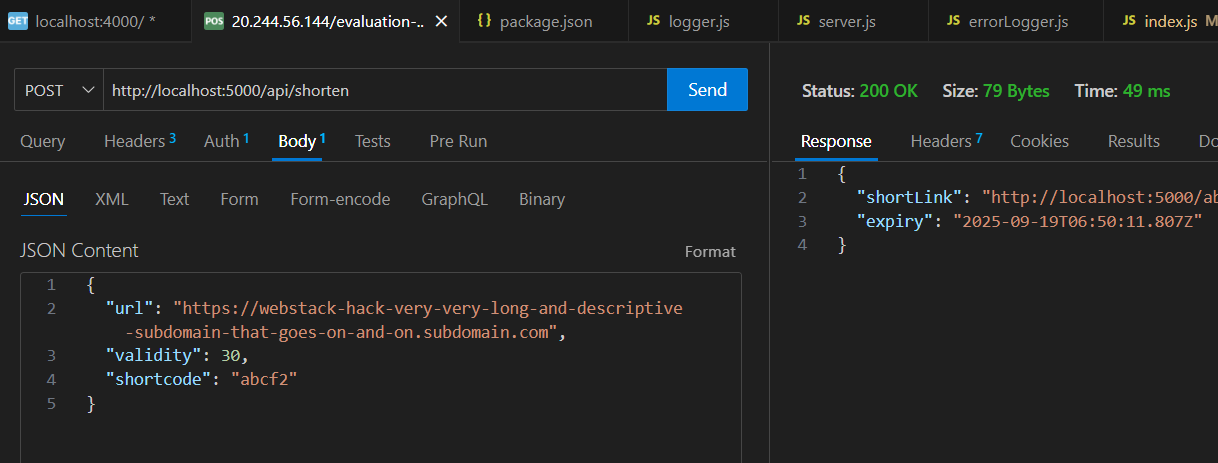 GET localhost:4000/ *
POS 20.244.56.144/evaluation-..
{} package.json
JS logger.js
JS server.js
JS errorLogger.js
JS index.js M
POST http://localhost:5000/api/shorten Send
Status: 200 OK Size: 79 Bytes Time: 49 ms
Query Headers 3 Auth 1 Body 1 Tests Pre Run
Response Headers 7 Cookies Results Do
JSON XML Text Form Form-encode GraphQL Binary
JSON Content Format
1 {
2 "url": "https://webstack-hack-very-very-long-and-descriptive
-subdomain-that-goes-on-and-on.subdomain.com",
3 "validity": 30,
4 "shortcode": "abcf2"
5 }
1 {
2 "shortLink": "http://localhost:5000/ab
3 "expiry": "2025-09-19T06:50:11.807Z"
4 }